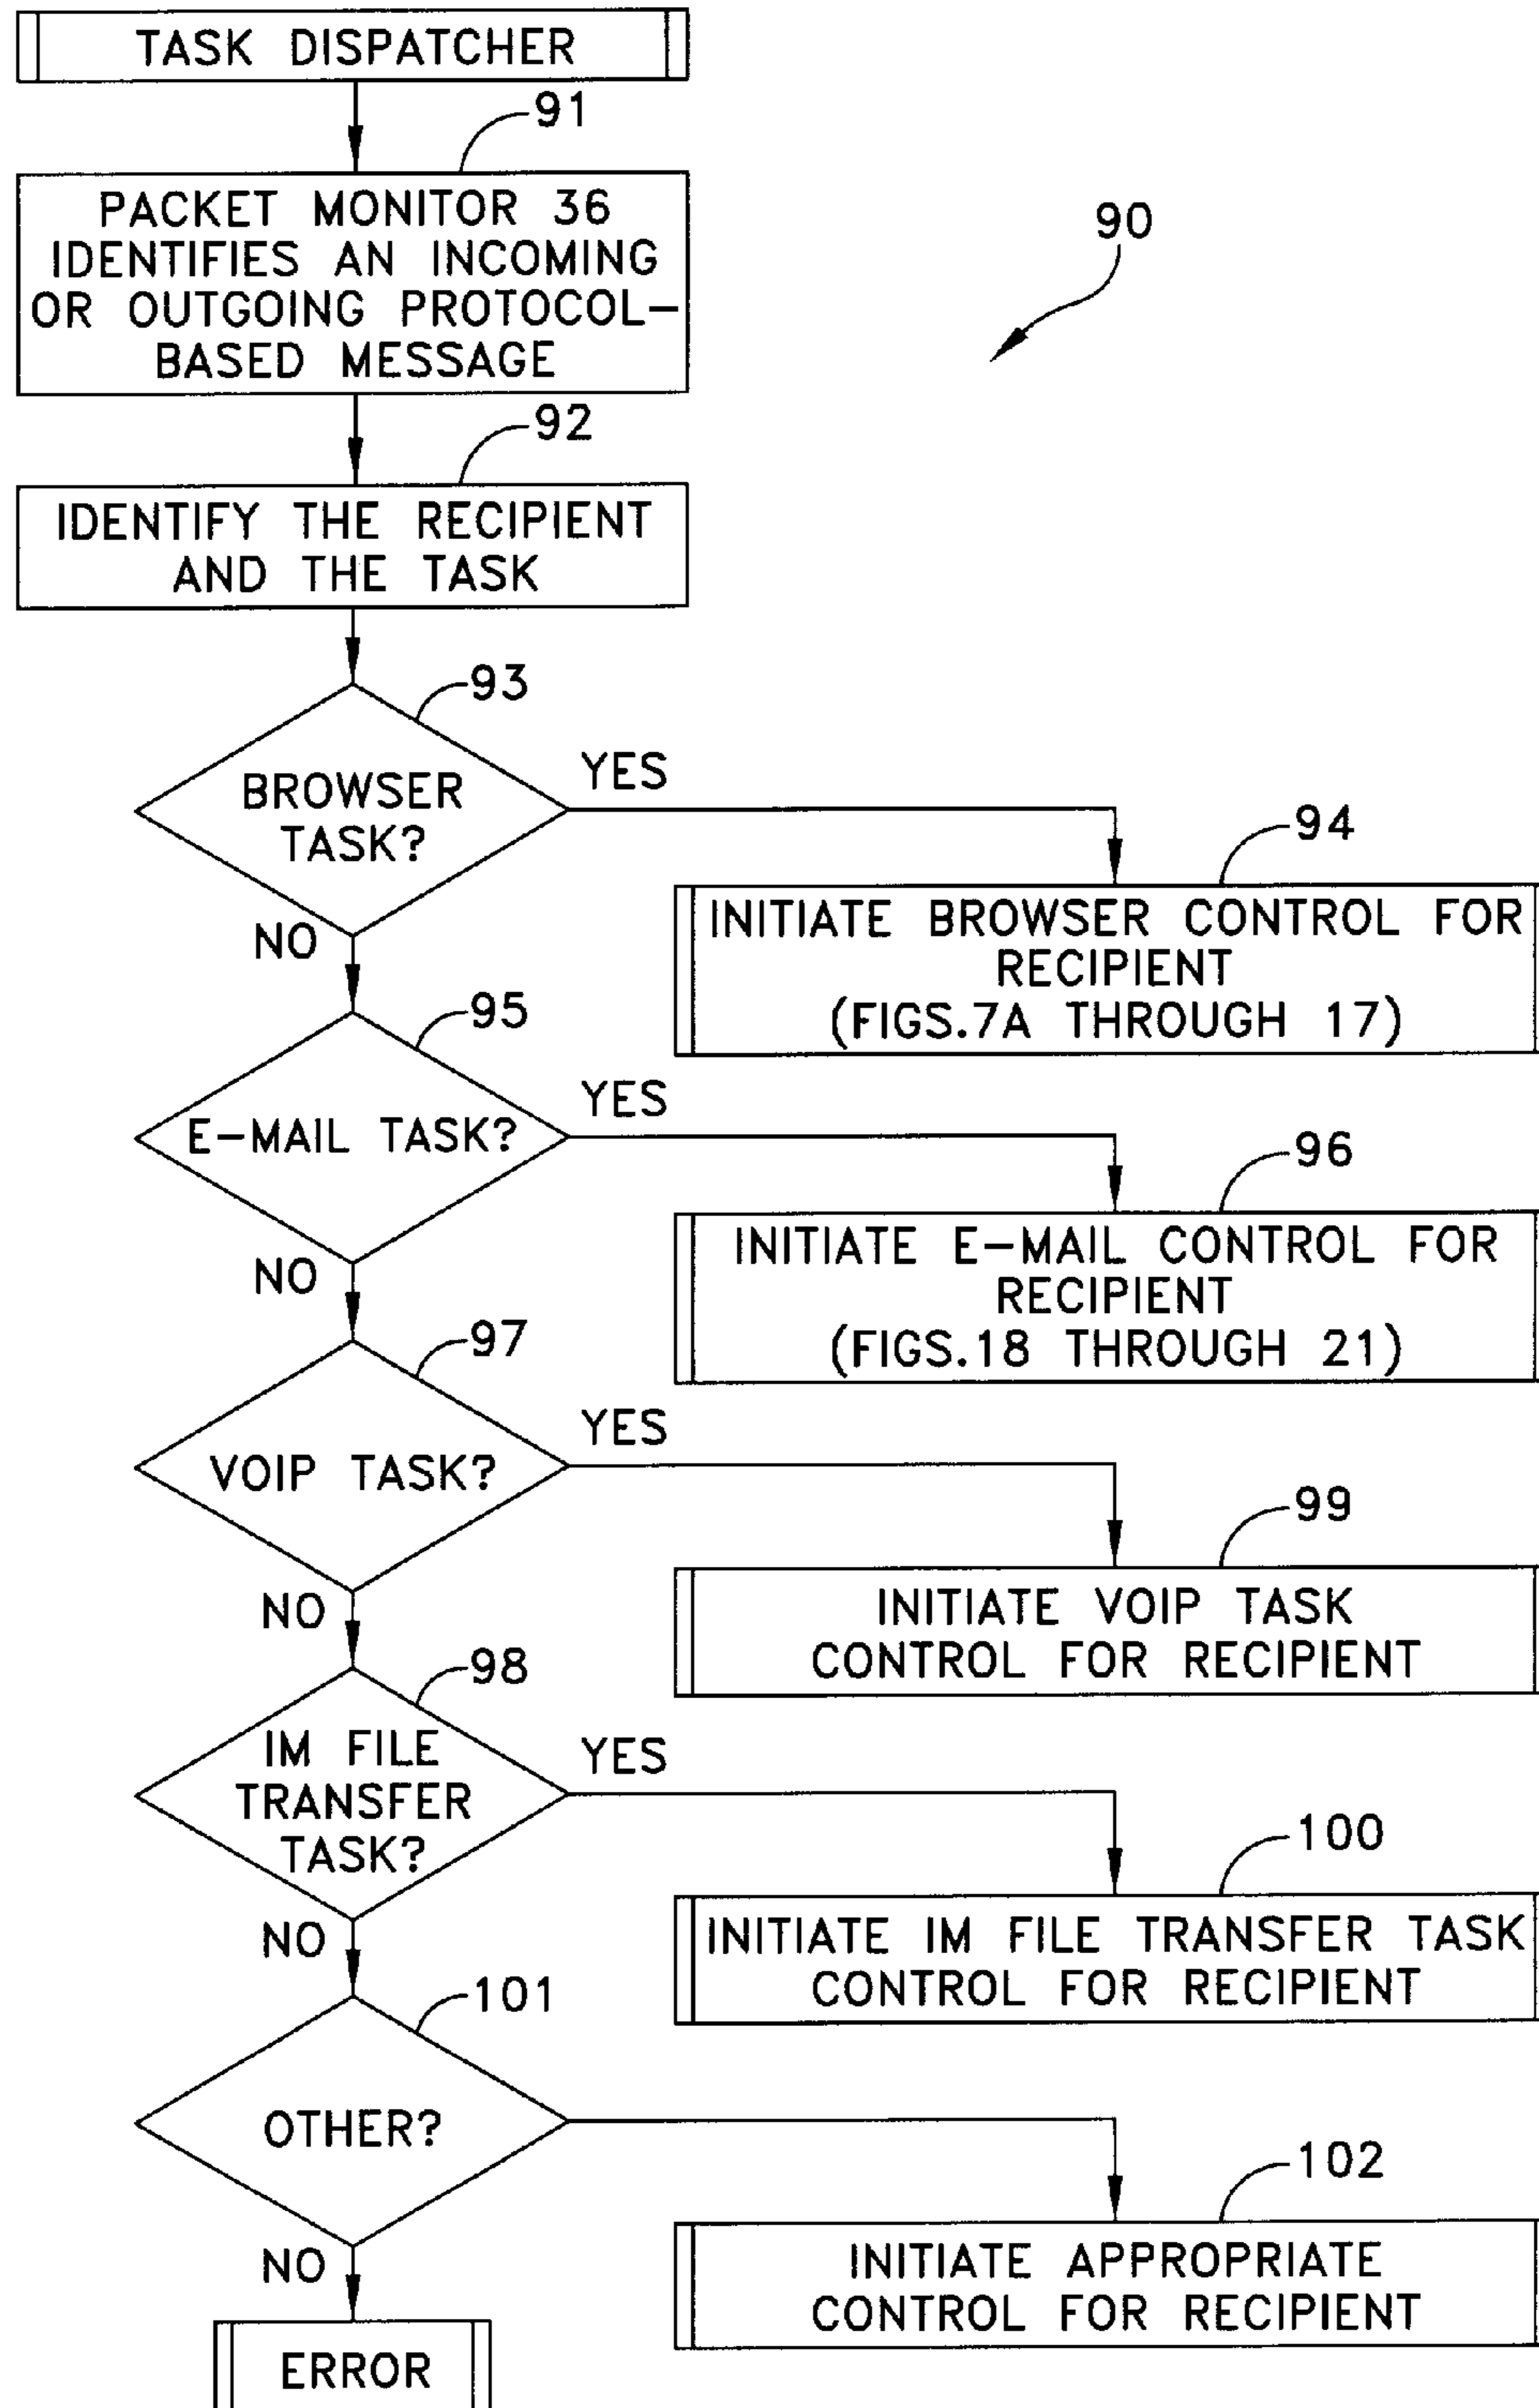 TASK DISPATCHER
91
PACKET MONITOR 36
IDENTIFIES AN INCOMING
OR OUTGOING PROTOCOL-
BASED MESSAGE
90
92
IDENTIFY THE RECIPIENT
AND THE TASK
93
BROWSER
TASK?
YES
NO
94
INITIATE BROWSER CONTROL FOR
RECIPIENT
(FIGS.7A THROUGH 17)
95
E-MAIL TASK?
YES
NO
96
INITIATE E-MAIL CONTROL FOR
RECIPIENT
(FIGS.18 THROUGH 21)
97
VOIP TASK?
YES
NO
99
INITIATE VOIP TASK
CONTROL FOR RECIPIENT
98
IM FILE
TRANSFER
TASK?
YES
NO
100
INITIATE IM FILE TRANSFER TASK
CONTROL FOR RECIPIENT
101
OTHER?
NO
102
INITIATE APPROPRIATE
CONTROL FOR RECIPIENT
ERROR